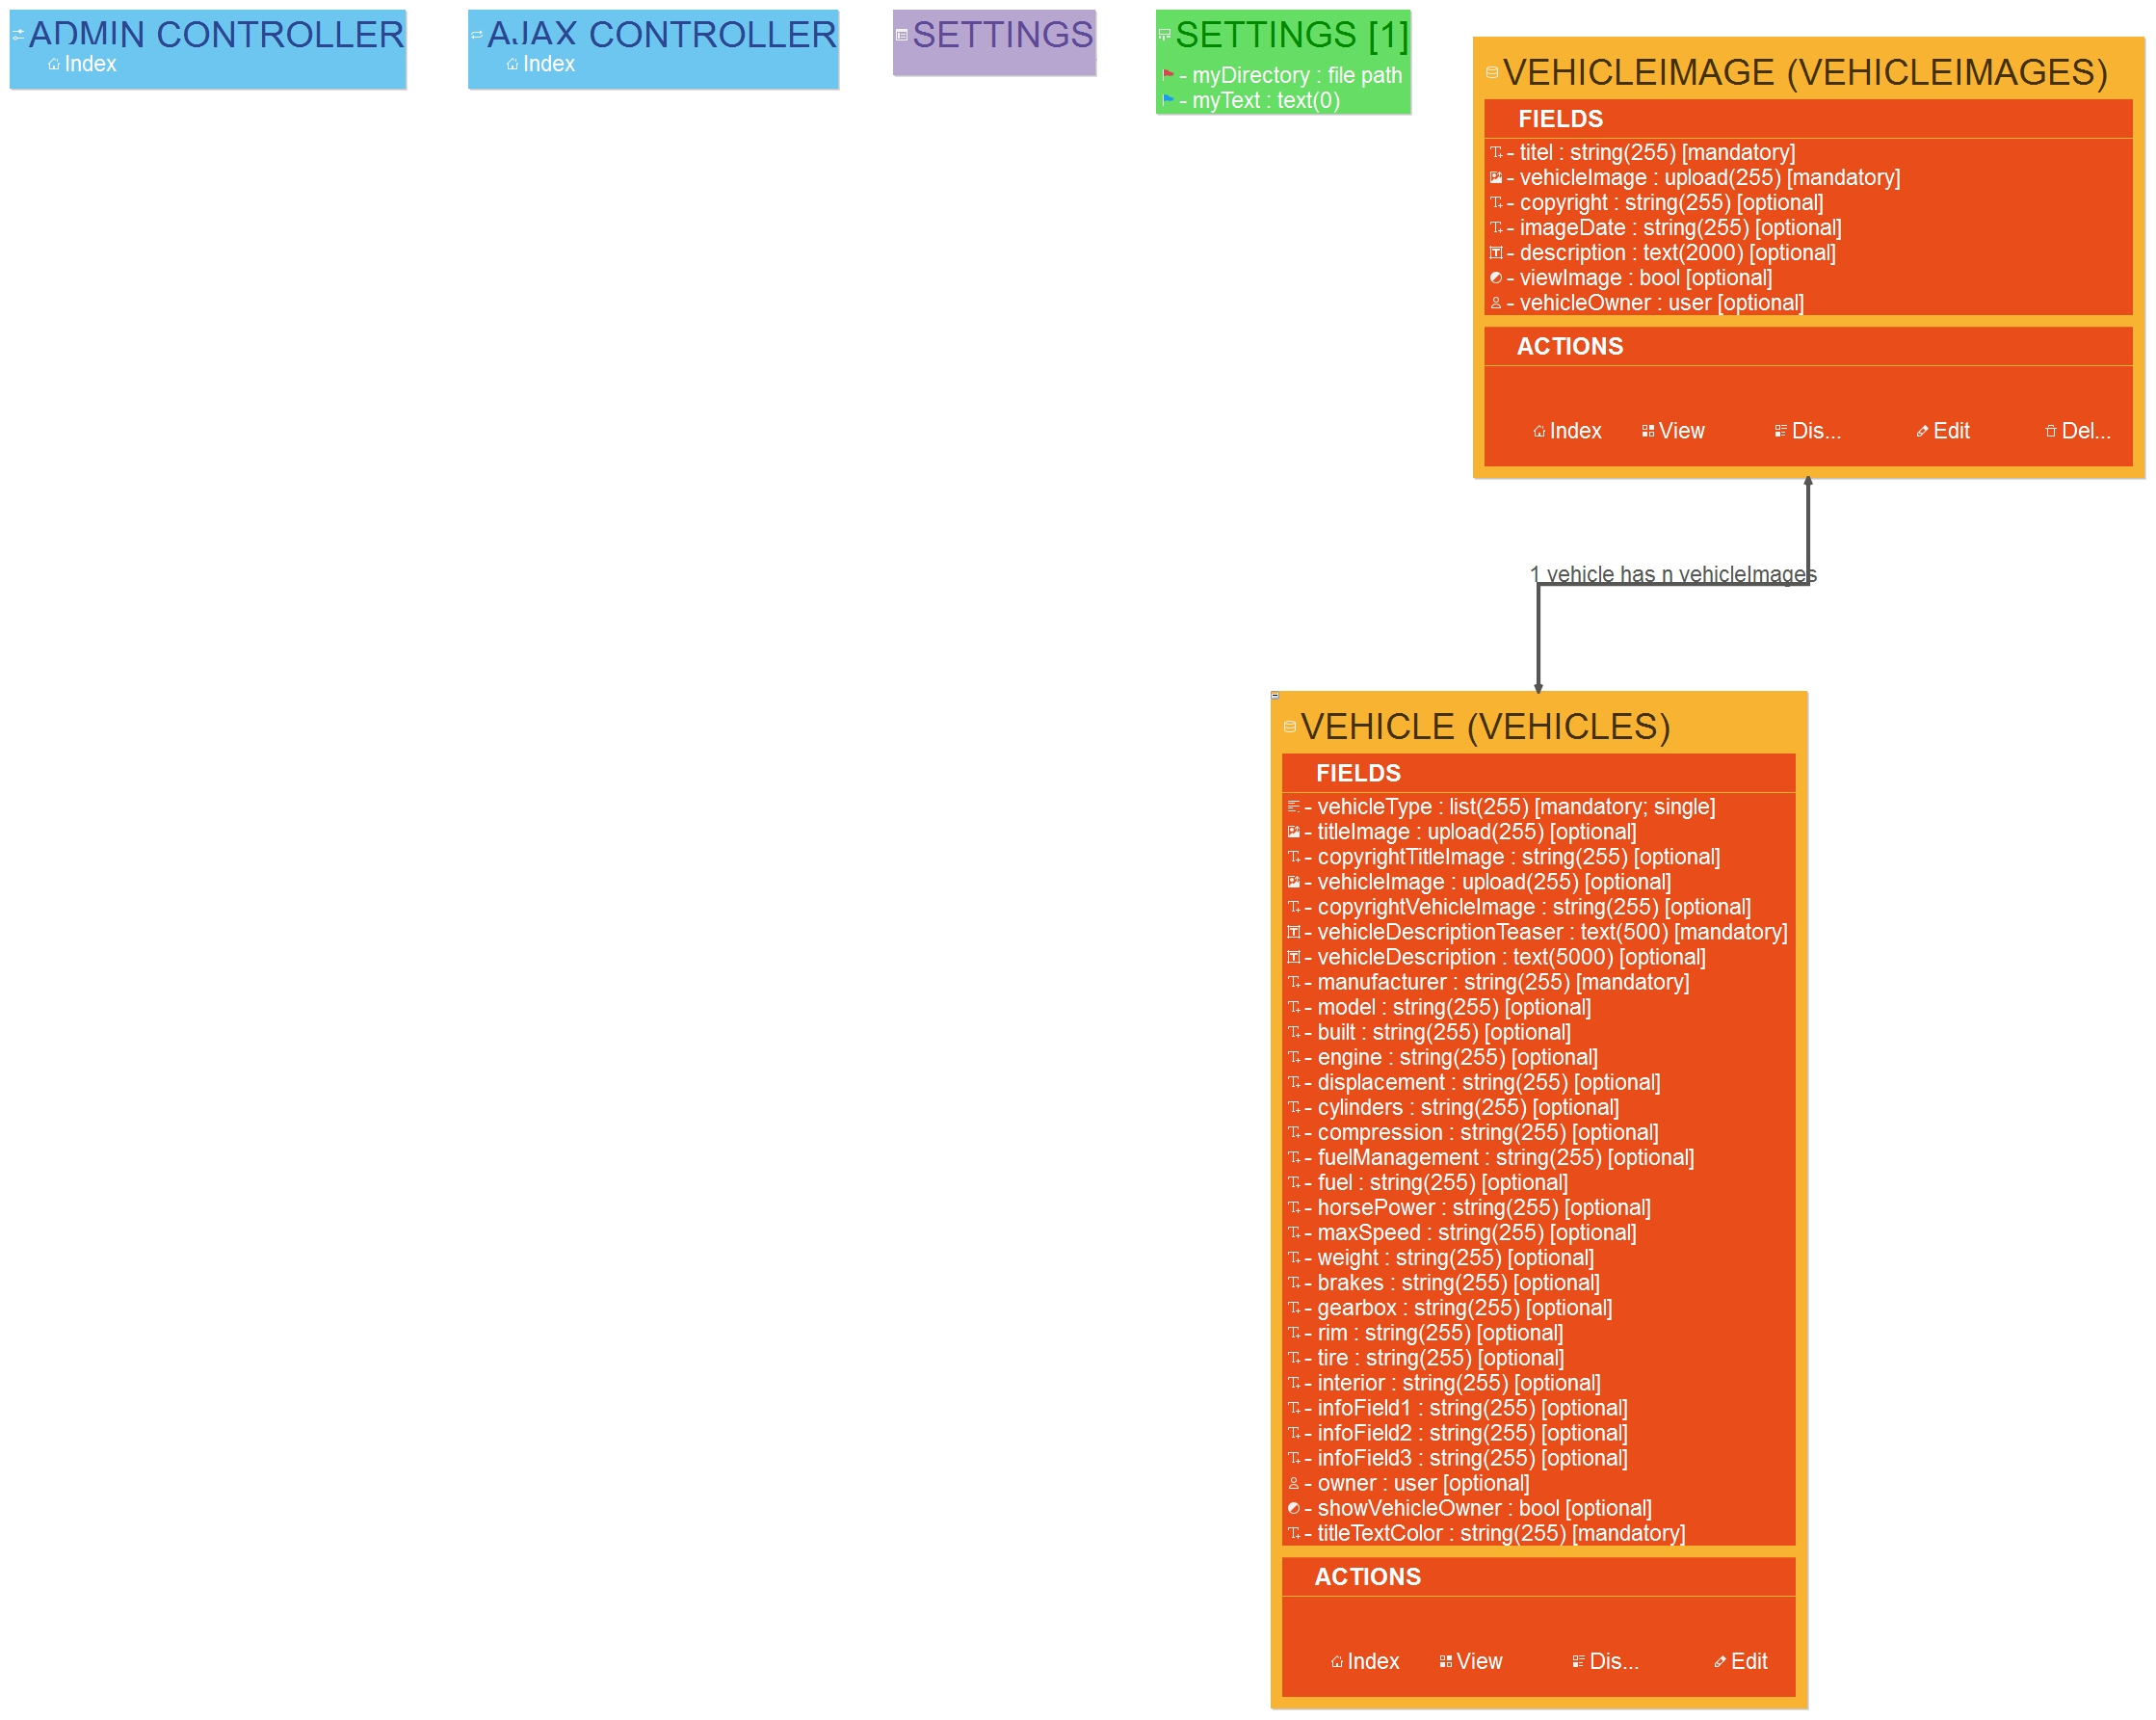 ADMIN CONTROLLER
Index
AJAX CONTROLLER
Index
SETTINGS
SETTINGS [1]
- myDirectory : file path
- myText : text(0)
VEHICLEIMAGE (VEHICLEIMAGES)
FIELDS
- titel : string(255) [mandatory]
- vehicleImage : upload(255) [mandatory]
- copyright : string(255) [optional]
- imageDate : string(255) [optional]
- description : text(2000) [optional]
- viewImage : bool [optional]
- vehicleOwner : user [optional]
ACTIONS
Index View Dis... Edit Del...
1 vehicle has n vehicleImages
VEHICLE (VEHICLES)
FIELDS
- vehicleType : list(255) [mandatory; single]
- titleImage : upload(255) [optional]
- copyrightTitleImage : string(255) [optional]
- vehicleImage : upload(255) [optional]
- copyrightVehicleImage : string(255) [optional]
- vehicleDescriptionTeaser : text(500) [mandatory]
- vehicleDescription : text(5000) [optional]
- manufacturer : string(255) [mandatory]
- model : string(255) [optional]
- built : string(255) [optional]
- engine : string(255) [optional]
- displacement : string(255) [optional]
- cylinders : string(255) [optional]
- compression : string(255) [optional]
- fuelManagement : string(255) [optional]
- fuel : string(255) [optional]
- horsePower : string(255) [optional]
- maxSpeed : string(255) [optional]
- weight : string(255) [optional]
- brakes : string(255) [optional]
- gearbox : string(255) [optional]
- rim : string(255) [optional]
- tire : string(255) [optional]
- interior : string(255) [optional]
- infoField1 : string(255) [optional]
- infoField2 : string(255) [optional]
- infoField3 : string(255) [optional]
- owner : user [optional]
- showVehicleOwner : bool [optional]
- titleTextColor : string(255) [mandatory]
ACTIONS
Index View Dis... Edit